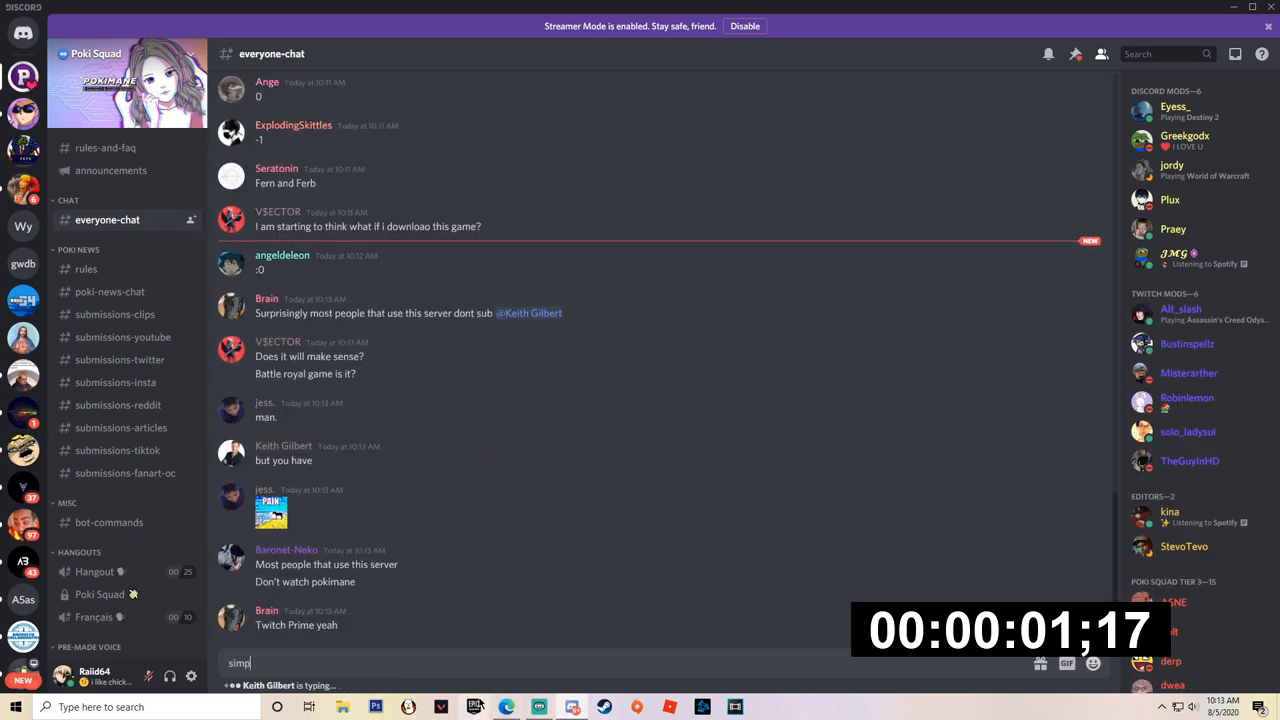 DISCORD
Streamer Mode is enabled. Stay safe, friend. Disable
Poki Squad
POKIMANE
rules-and-faq
announcements
CHAT
everyone-chat
POKI NEWS
rules
poki-news-chat
submissions-clips
submissions-youtube
submissions-twitter
submissions-insta
submissions-reddit
submissions-articles
submissions-tiktok
submissions-fanart-oc
MISC
bot-commands
HANGOUTS
Hangout 00 25
Poki Squad
Français 00 10
PRE-MADE VOICE
Raiid64
i like chick...
6
Wy
gwdb
1
37
97
A3
43
A5as
NEW
everyone-chat
Search
Ange Today at 10:11 AM
0
ExplodingSkittles Today at 10:11 AM
-1
Seratonin Today at 10:11 AM
Fern and Ferb
V$ECTOR Today at 10:11 AM
I am starting to think what if i downloao this game?
NEW
angeldeleon Today at 10:12 AM
:0
Brain Today at 10:13 AM
Surprisingly most people that use this server dont sub @Keith Gilbert
V$ECTOR Today at 10:13 AM
Does it will make sense?
Battle royal game is it?
jess. Today at 10:13 AM
man.
Keith Gilbert Today at 10:13 AM
but you have
jess. Today at 10:13 AM
PAIN
Baronet-Neko Today at 10:13 AM
Most people that use this server
Don't watch pokimane
Brain Today at 10:13 AM
Twitch Prime yeah
simp
GIF
Keith Gilbert is typing...
DISCORD MODS—6
Eyess_
Playing Destiny 2
Greekgodx
I LOVE U
jordy
Playing World of Warcraft
Plux
Praey
JMG
Listening to Spotify
TWITCH MODS—6
Alt_slash
Playing Assassin's Creed Odys...
Bustinspellz
Misterarther
Robinlemon
solo_ladysui
TheGuyInHD
EDITORS—2
kina
Listening to Spotify
StevoTevo
POKI SQUAD TIER 3—15
derp
dwea
00:00:01;17
Type here to search
EPIC
10:13 AM
8/5/2020
2